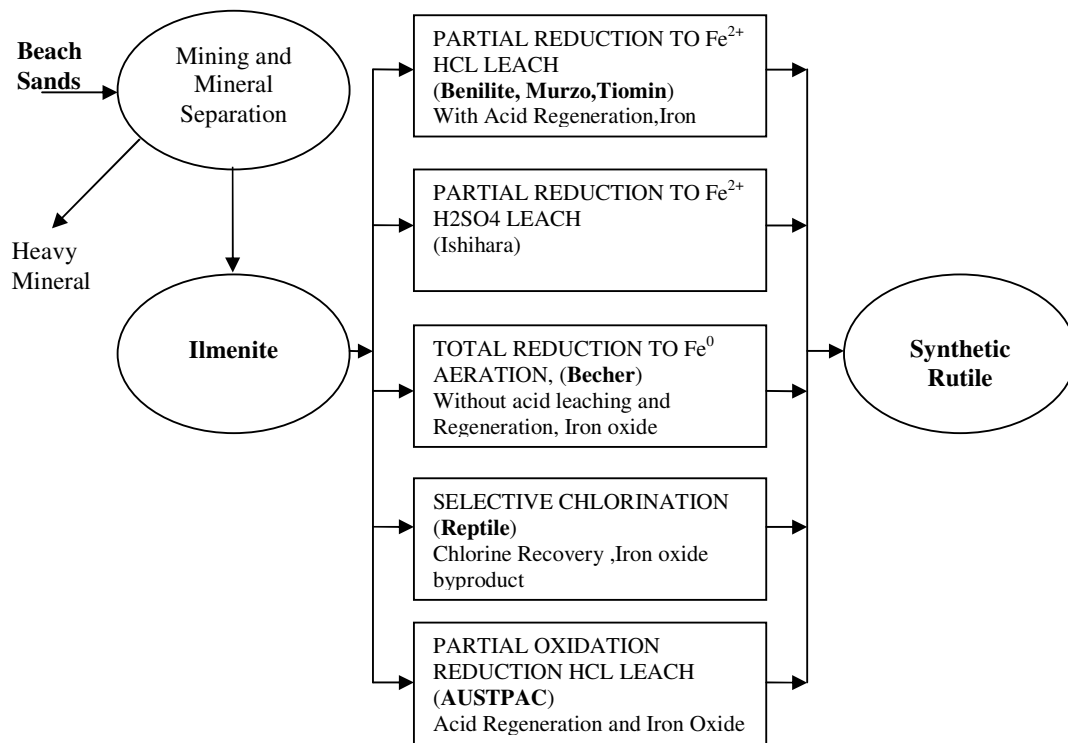 Beach
Sands
Mining and
Mineral
Separation
Heavy
Mineral
Ilmenite
PARTIAL REDUCTION TO Fe²⁺
HCL LEACH
(Benilite, Murzo,Tiomin)
With Acid Regeneration,Iron
PARTIAL REDUCTION TO Fe²⁺
H2SO4 LEACH
(Ishihara)
TOTAL REDUCTION TO Fe⁰
AERATION, (Becher)
Without acid leaching and
Regeneration, Iron oxide
SELECTIVE CHLORINATION
(Reptile)
Chlorine Recovery ,Iron oxide
byproduct
PARTIAL OXIDATION
REDUCTION HCL LEACH
(AUSTPAC)
Acid Regeneration and Iron Oxide
Synthetic
Rutile